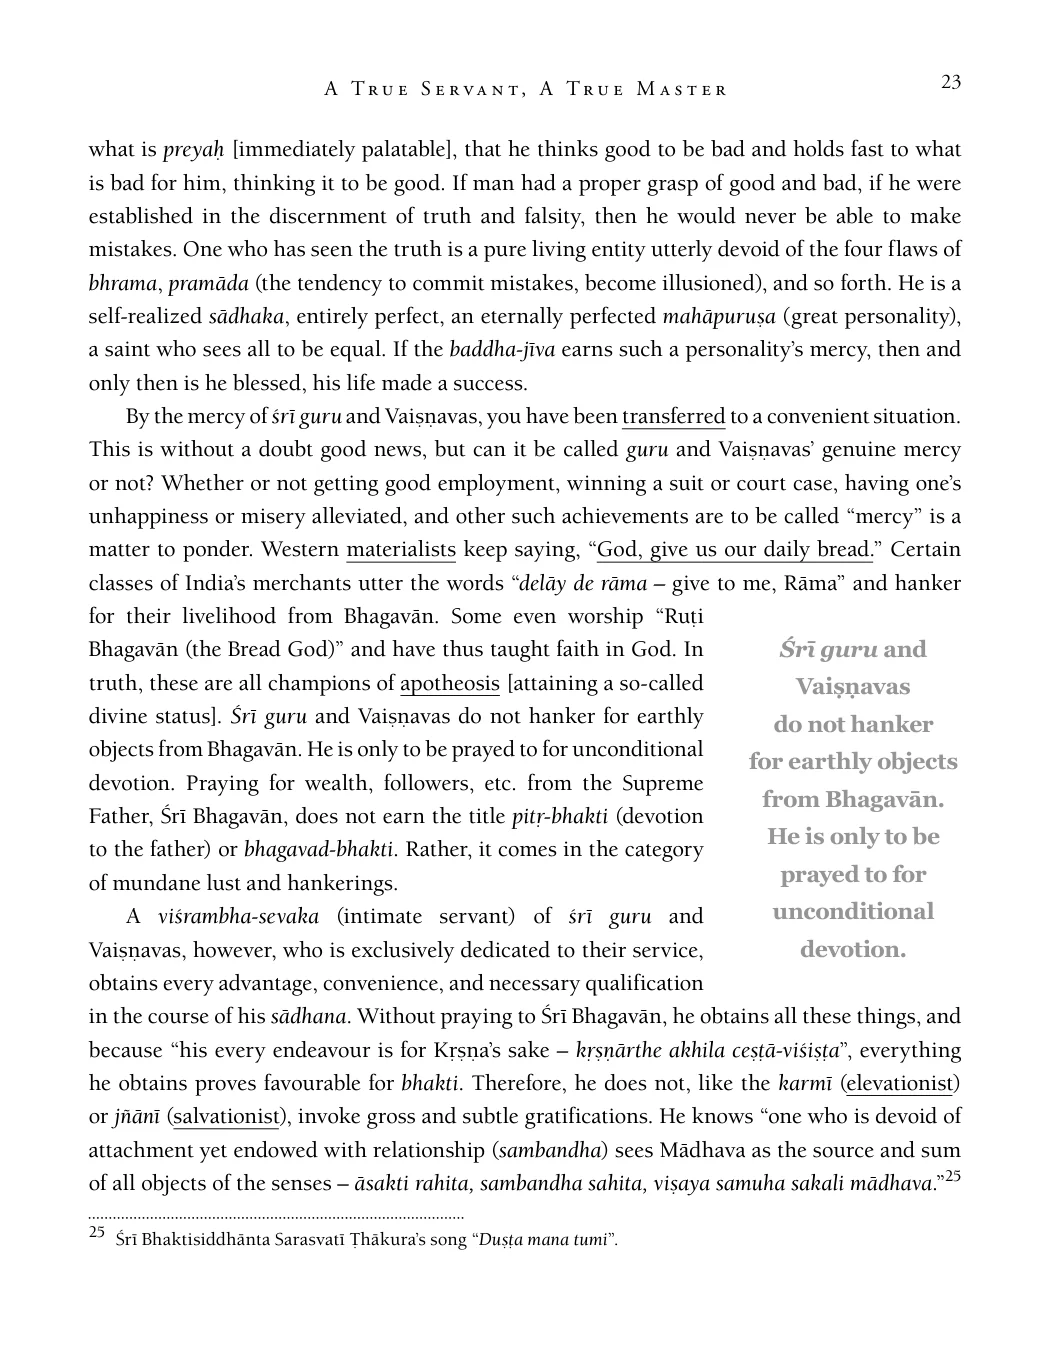 A True Servant, A True Master
23
what is preyaḥ [immediately palatable], that he thinks good to be bad and holds fast to what
is bad for him, thinking it to be good. If man had a proper grasp of good and bad, if he were
established in the discernment of truth and falsity, then he would never be able to make
mistakes. One who has seen the truth is a pure living entity utterly devoid of the four flaws of
bhrama, pramāda (the tendency to commit mistakes, become illusioned), and so forth. He is a
self-realized sādhaka, entirely perfect, an eternally perfected mahāpuruṣa (great personality),
a saint who sees all to be equal. If the baddha-jīva earns such a personality’s mercy, then and
only then is he blessed, his life made a success.
By the mercy of śrī guru and Vaiṣṇavas, you have been transferred to a convenient situation.
This is without a doubt good news, but can it be called guru and Vaiṣṇavas’ genuine mercy
or not? Whether or not getting good employment, winning a suit or court case, having one’s
unhappiness or misery alleviated, and other such achievements are to be called “mercy” is a
matter to ponder. Western materialists keep saying, “God, give us our daily bread.” Certain
classes of India’s merchants utter the words “delāy de rāma – give to me, Rāma” and hanker
for their livelihood from Bhagavān. Some even worship “Ruṭi
Bhagavān (the Bread God)” and have thus taught faith in God. In
truth, these are all champions of apotheosis [attaining a so-called
divine status]. Śrī guru and Vaiṣṇavas do not hanker for earthly
objects from Bhagavān. He is only to be prayed to for unconditional
devotion. Praying for wealth, followers, etc. from the Supreme
Father, Śrī Bhagavān, does not earn the title pitṛ-bhakti (devotion
to the father) or bhagavad-bhakti. Rather, it comes in the category
of mundane lust and hankerings.
A viśrambha-sevaka (intimate servant) of śrī guru and
Vaiṣṇavas, however, who is exclusively dedicated to their service,
obtains every advantage, convenience, and necessary qualification
in the course of his sādhana. Without praying to Śrī Bhagavān, he obtains all these things, and
because “his every endeavour is for Kṛṣṇa’s sake – kṛṣṇārthe akhila ceṣṭā-viśiṣṭa”, everything
he obtains proves favourable for bhakti. Therefore, he does not, like the karmī (elevationist)
or jñānī (salvationist), invoke gross and subtle gratifications. He knows “one who is devoid of
attachment yet endowed with relationship (sambandha) sees Mādhava as the source and sum
of all objects of the senses – āsakti rahita, sambandha sahita, viṣaya samuha sakali mādhava.”25
Śrī guru and
Vaiṣṇavas
do not hanker
for earthly objects
from Bhagavān.
He is only to be
prayed to for
unconditional
devotion.
25 Śrī Bhaktisiddhānta Sarasvatī Ṭhākura’s song “Duṣṭa mana tumi”.